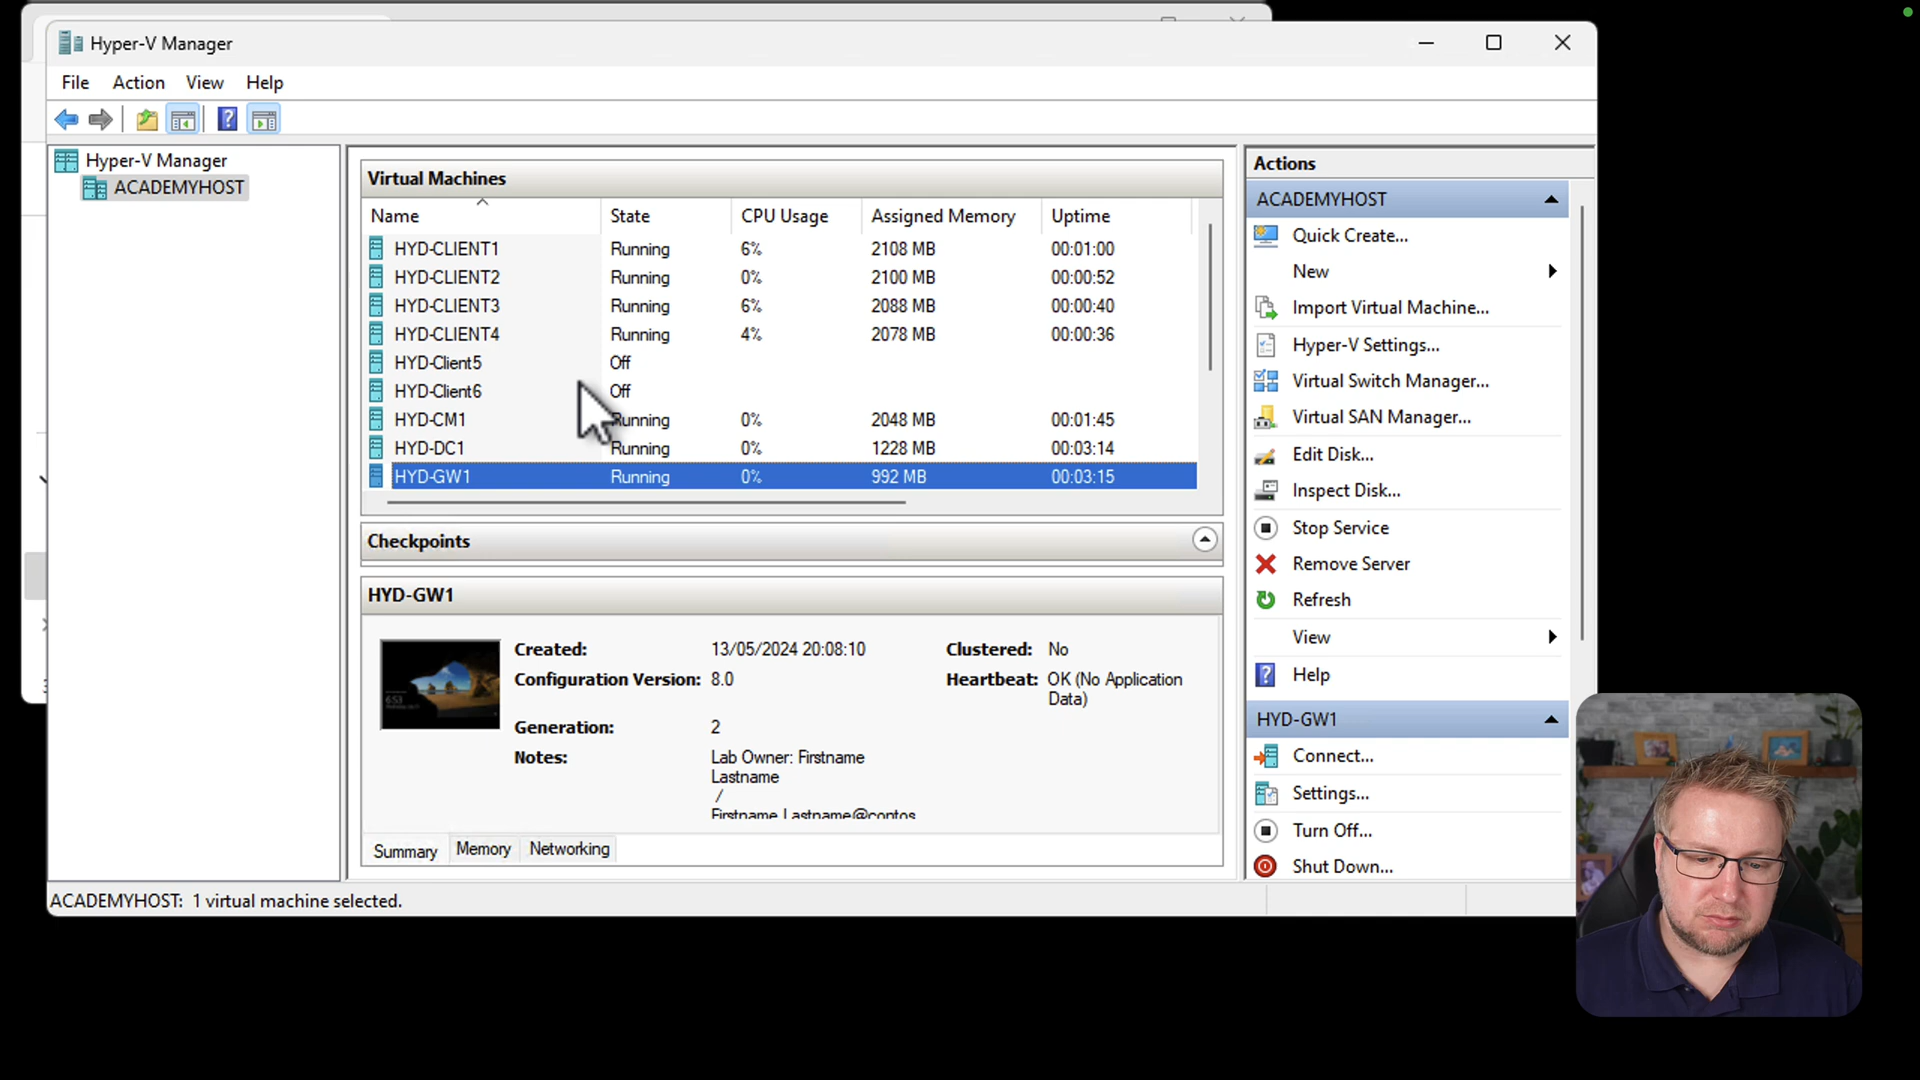 Hyper-V Manager
File Action View Help
Hyper-V Manager
ACADEMYHOST
Virtual Machines
Name State CPU Usage Assigned Memory Uptime
HYD-CLIENT1 Running 6% 2108 MB 00:01:00
HYD-CLIENT2 Running 0% 2100 MB 00:00:52
HYD-CLIENT3 Running 6% 2088 MB 00:00:40
HYD-CLIENT4 Running 4% 2078 MB 00:00:36
HYD-Client5 Off
HYD-Client6 Off
HYD-CM1 Running 0% 2048 MB 00:01:45
HYD-DC1 Running 0% 1228 MB 00:03:14
HYD-GW1 Running 0% 992 MB 00:03:15
Checkpoints
HYD-GW1
Created: 13/05/2024 20:08:10 Clustered: No
Configuration Version: 8.0 Heartbeat: OK (No Application
Data)
Generation: 2
Notes: Lab Owner: Firstname
Lastname
/
Firstname.Lastname@contos
Summary Memory Networking
Actions
ACADEMYHOST
Quick Create...
New
Import Virtual Machine...
Hyper-V Settings...
Virtual Switch Manager...
Virtual SAN Manager...
Edit Disk...
Inspect Disk...
Stop Service
Remove Server
Refresh
View
Help
HYD-GW1
Connect...
Settings...
Turn Off...
Shut Down...
ACADEMYHOST: 1 virtual machine selected.